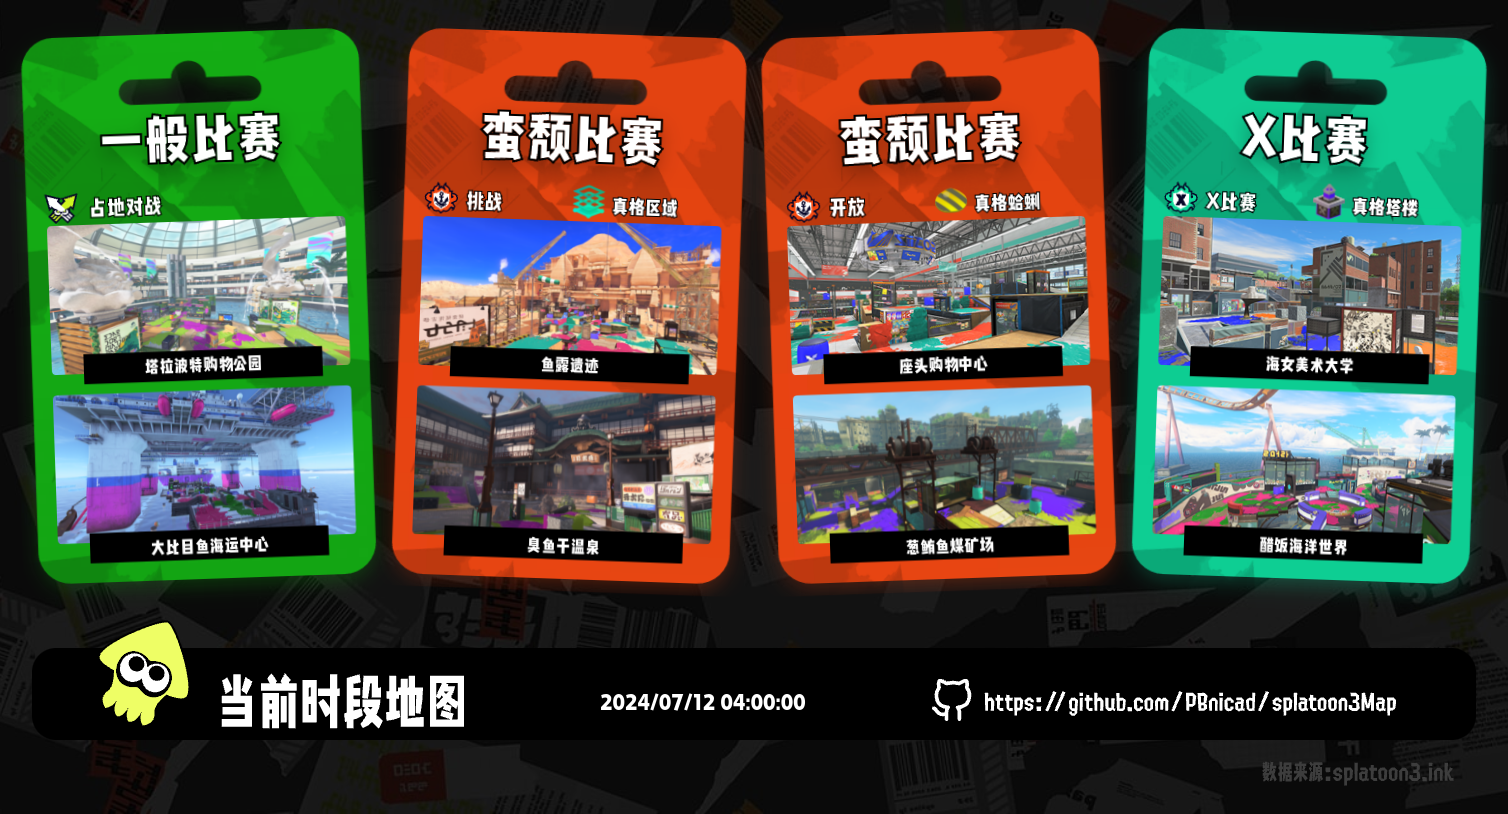 一般比赛
占地对战
塔拉波特购物公园
大比目鱼海运中心
蛮颓比赛
挑战
真格区域
鱼露遗迹
臭鱼干温泉
蛮颓比赛
开放
真格蛤蜊
座头购物中心
葱鲔鱼煤矿场
X比赛
X比赛
真格塔楼
海女美术大学
醋饭海洋世界
当前时段地图
2024/07/12 04:00:00
https://github.com/PBnicad/splatoon3Map
数据来源:splatoon3.ink